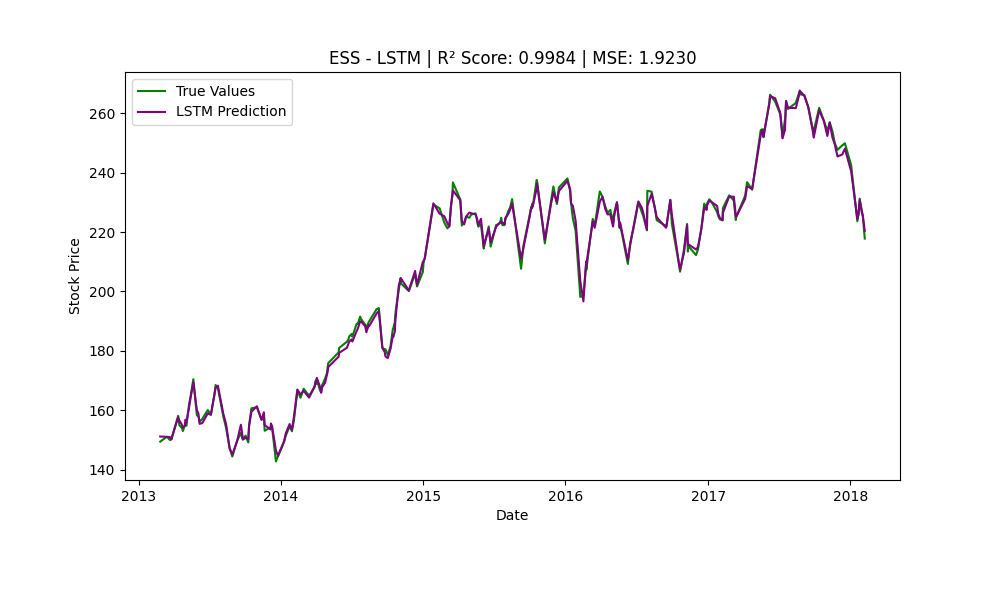 ESS - LSTM | R² Score: 0.9984 | MSE: 1.9230
True Values
LSTM Prediction
Stock Price
260
240
220
200
180
160
140
2013 2014 2015 2016 2017 2018
Date